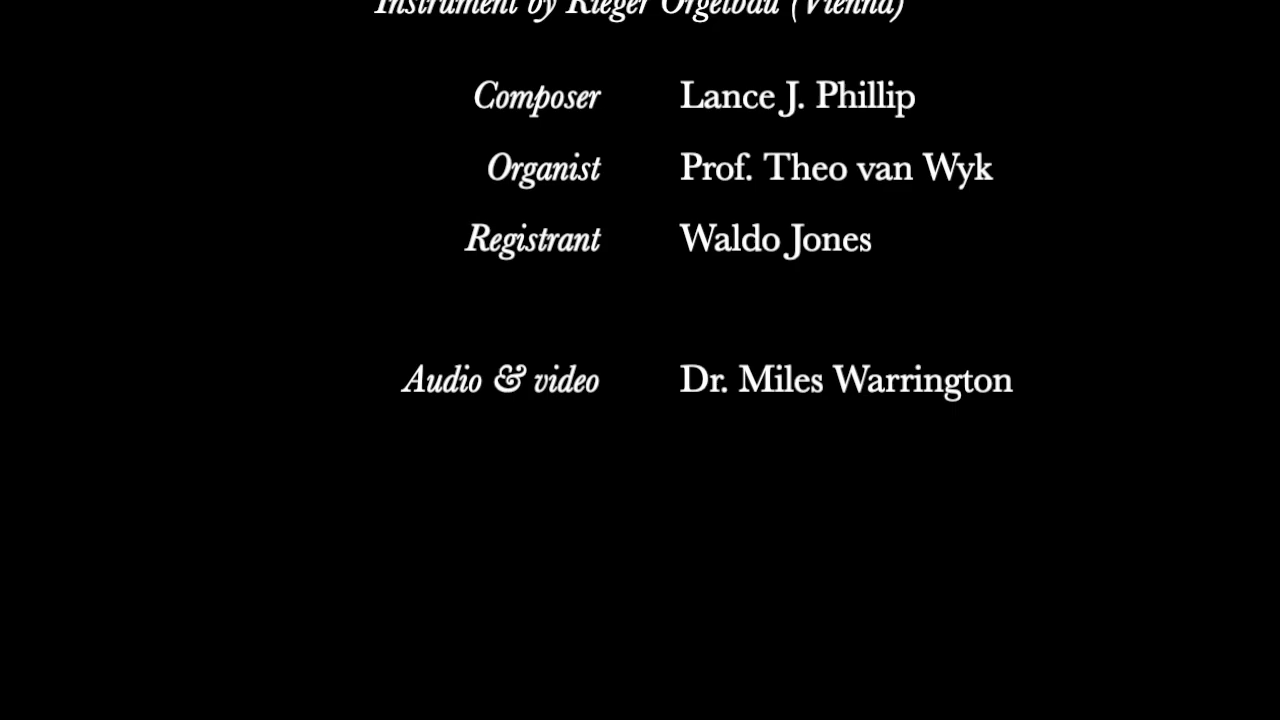 Instrument by Rieger Orgelbau (Vienna)
Composer Lance J. Phillip
Organist Prof. Theo van Wyk
Registrant Waldo Jones
Audio & video Dr. Miles Warrington